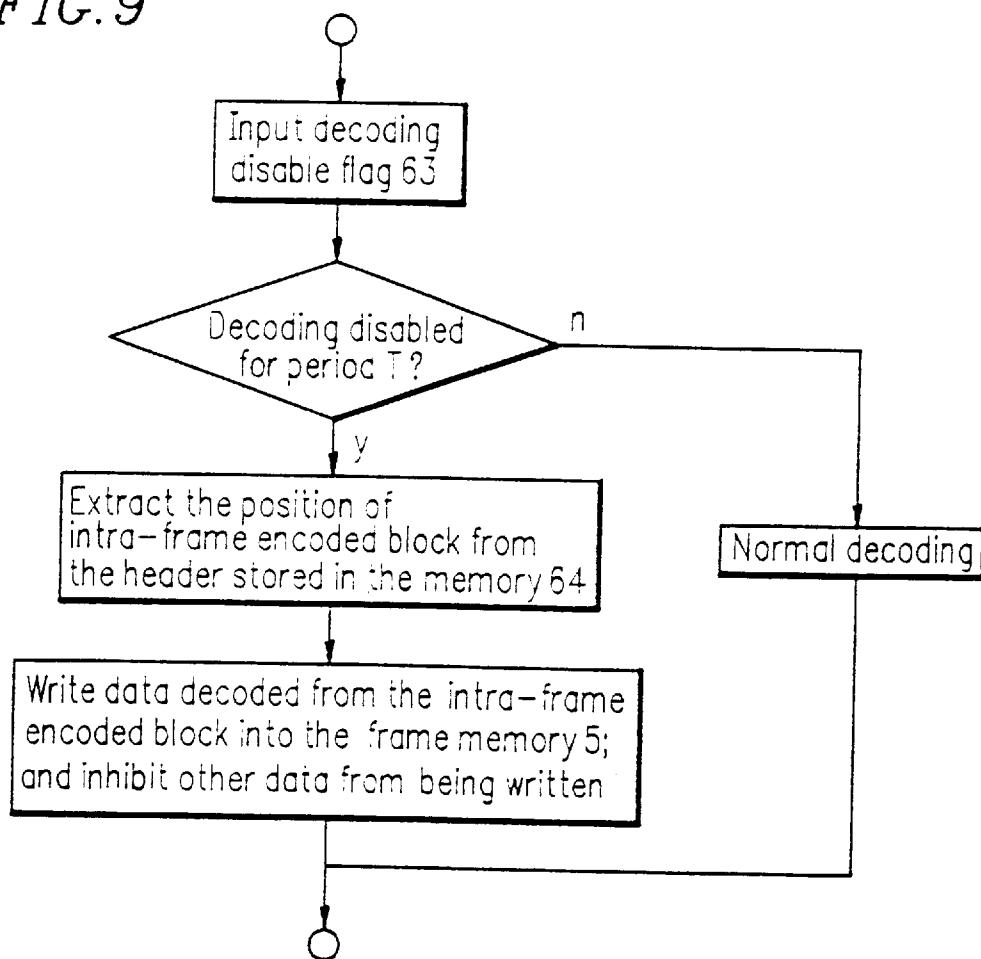 FIG. 9
Input decoding
disable flag 63
Decoding disabled
for period T?
n
y
Extract the position of
intra-frame encoded block from
the header stored in the memory 64
Normal decoding
Write data decoded from the intra-frame
encoded block into the frame memory 5;
and inhibit other data from being written